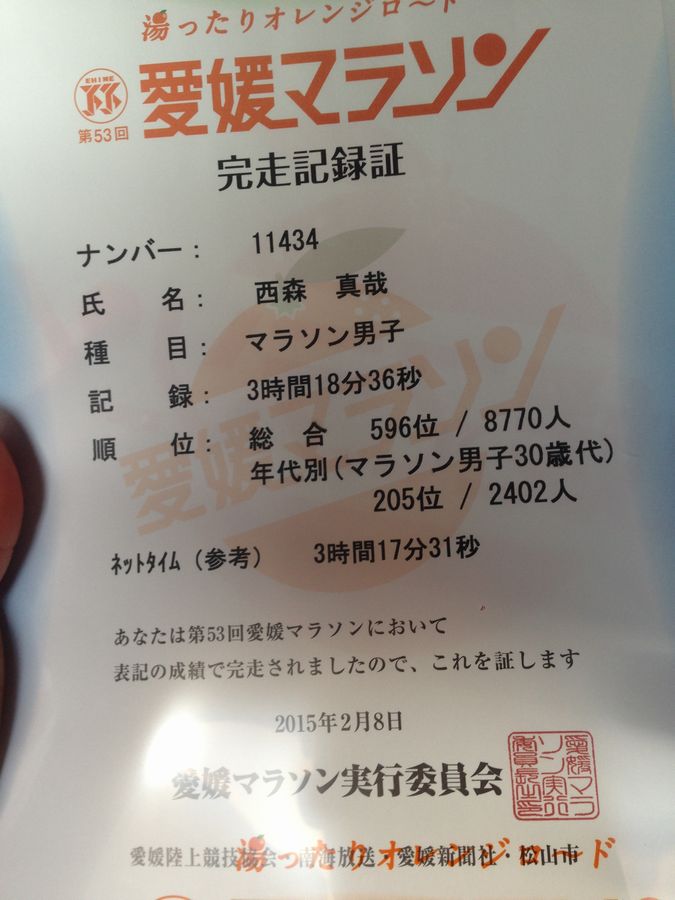 湯ったりオレンジロード
EHIME
第53回
愛媛マラソン
完走記録証
ナンバー： 11434
氏 名： 西森 真哉
種 目： マラソン男子
記 録： 3時間18分36秒
順 位： 総 合 596位 / 8770人
年代別(マラソン男子30歳代)
205位 / 2402人
ﾈｯﾄﾀｲﾑ（参考） 3時間17分31秒
愛媛マラソン
あなたは第53回愛媛マラソンにおいて
表記の成績で完走されましたので、これを証します
2015年2月8日
愛媛マラソン実行委員会
愛媛陸上競技協会・南海放送・愛媛新聞社・松山市
湯ったりオレンジロード